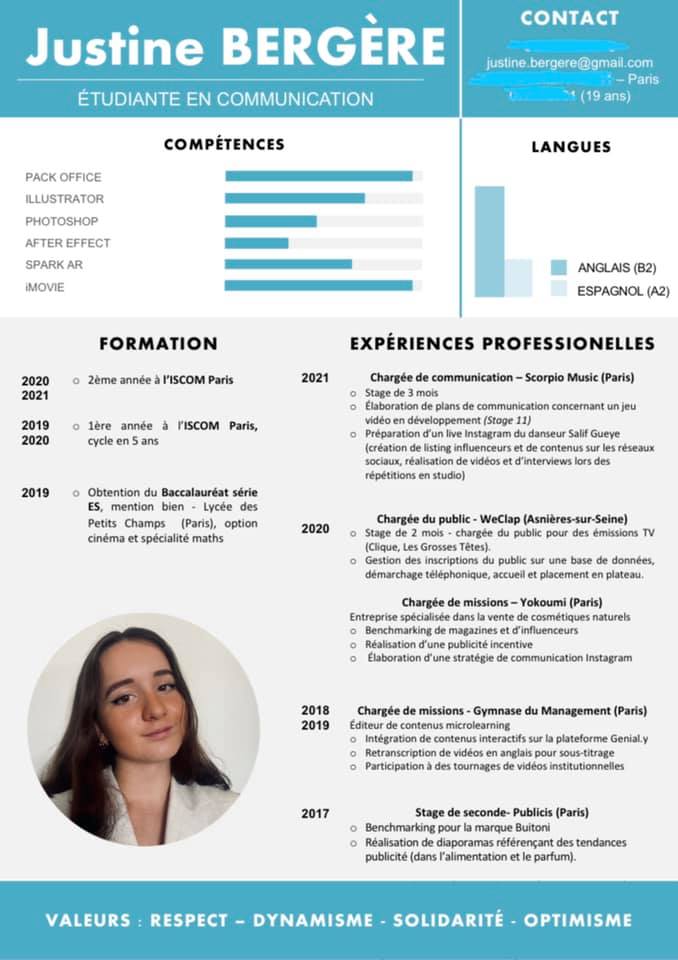 Justine BERGÈRE
ÉTUDIANTE EN COMMUNICATION
CONTACT
justine.bergere@gmail.com
– Paris
(19 ans)
COMPÉTENCES
PACK OFFICE
ILLUSTRATOR
PHOTOSHOP
AFTER EFFECT
SPARK AR
iMOVIE
LANGUES
ANGLAIS (B2)
ESPAGNOL (A2)
FORMATION
2020
2021
o 2ème année à l’ISCOM Paris
2019
2020
o 1ère année à l’ISCOM Paris,
cycle en 5 ans
2019
o Obtention du Baccalauréat série
ES, mention bien - Lycée des
Petits Champs (Paris), option
cinéma et spécialité maths
EXPÉRIENCES PROFESSIONELLES
2021
Chargée de communication – Scorpio Music (Paris)
o Stage de 3 mois
o Élaboration de plans de communication concernant un jeu
vidéo en développement (Stage 11)
o Préparation d’un live Instagram du danseur Salif Gueye
(création de listing influenceurs et de contenus sur les réseaux
sociaux, réalisation de vidéos et d’interviews lors des
répétitions en studio)
2020
Chargée du public - WeClap (Asnières-sur-Seine)
o Stage de 2 mois - chargée du public pour des émissions TV
(Clique, Les Grosses Têtes).
o Gestion des inscriptions du public sur une base de données,
démarchage téléphonique, accueil et placement en plateau.
Chargée de missions – Yokoumi (Paris)
Entreprise spécialisée dans la vente de cosmétiques naturels
o Benchmarking de magazines et d’influenceurs
o Réalisation d’une publicité incentive
o Élaboration d’une stratégie de communication Instagram
2018
2019
Chargée de missions - Gymnase du Management (Paris)
Éditeur de contenus microlearning
o Intégration de contenus interactifs sur la plateforme Genial.y
o Retranscription de vidéos en anglais pour sous-titrage
o Participation à des tournages de vidéos institutionnelles
2017
Stage de seconde- Publicis (Paris)
o Benchmarking pour la marque Buitoni
o Réalisation de diaporamas référençant des tendances
publicité (dans l’alimentation et le parfum).
VALEURS : RESPECT – DYNAMISME - SOLIDARITÉ - OPTIMISME